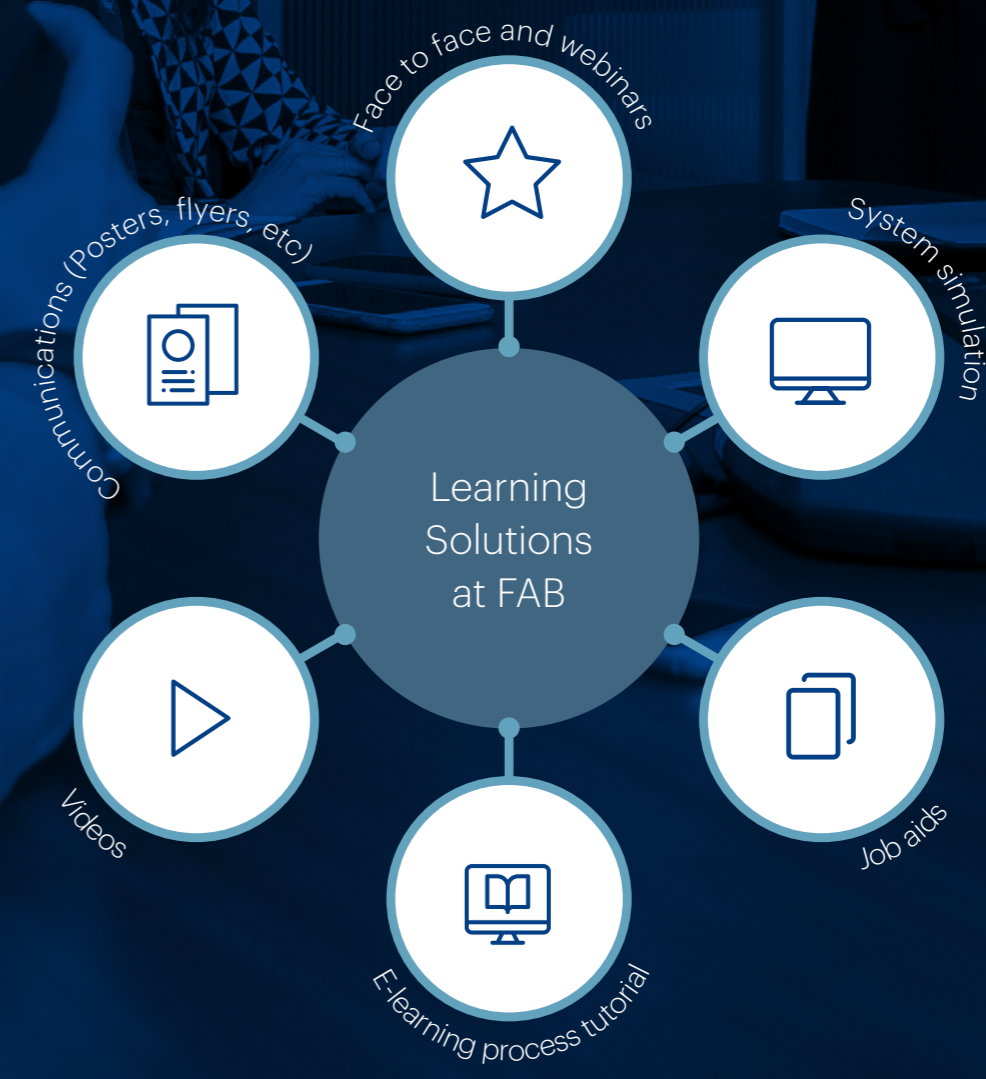 Face to face and webinars
System simulation
Communications (Posters, flyers, etc)
Learning
Solutions
at FAB
Videos
Job aids
E-learning process tutorial